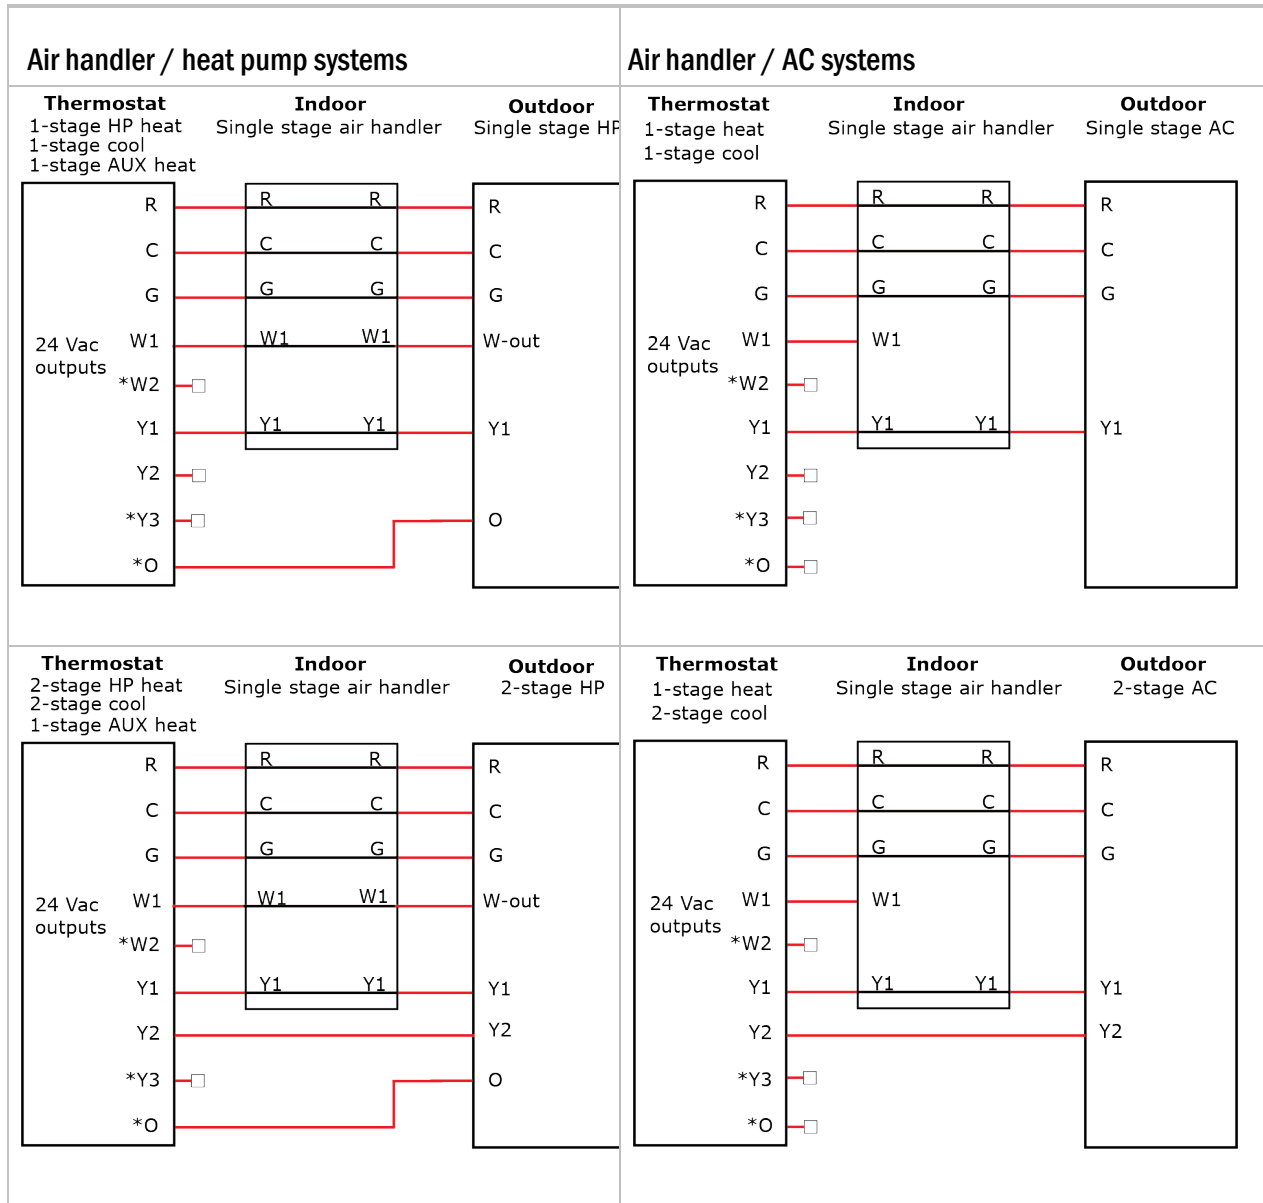 Air handler / heat pump systems
Air handler / AC systems
Thermostat
1-stage HP heat
1-stage cool
1-stage AUX heat
Indoor
Single stage air handler
Outdoor
Single stage HP
24 Vac
outputs
R
C
G
W1
*W2
Y1
Y2
*Y3
*O
R R
C C
G G
W1 W1
Y1 Y1
R
C
G
W-out
Y1
O
Thermostat
1-stage heat
1-stage cool
Indoor
Single stage air handler
Outdoor
Single stage AC
24 Vac
outputs
R
C
G
W1
*W2
Y1
Y2
*Y3
*O
R R
C C
G G
W1
Y1 Y1
R
C
G
Y1
Thermostat
2-stage HP heat
2-stage cool
1-stage AUX heat
Indoor
Single stage air handler
Outdoor
2-stage HP
24 Vac
outputs
R
C
G
W1
*W2
Y1
Y2
*Y3
*O
R R
C C
G G
W1 W1
Y1 Y1
R
C
G
W-out
Y1
Y2
O
Thermostat
1-stage heat
2-stage cool
Indoor
Single stage air handler
Outdoor
2-stage AC
24 Vac
outputs
R
C
G
W1
*W2
Y1
Y2
*Y3
*O
R R
C C
G G
W1
Y1 Y1
R
C
G
Y1
Y2